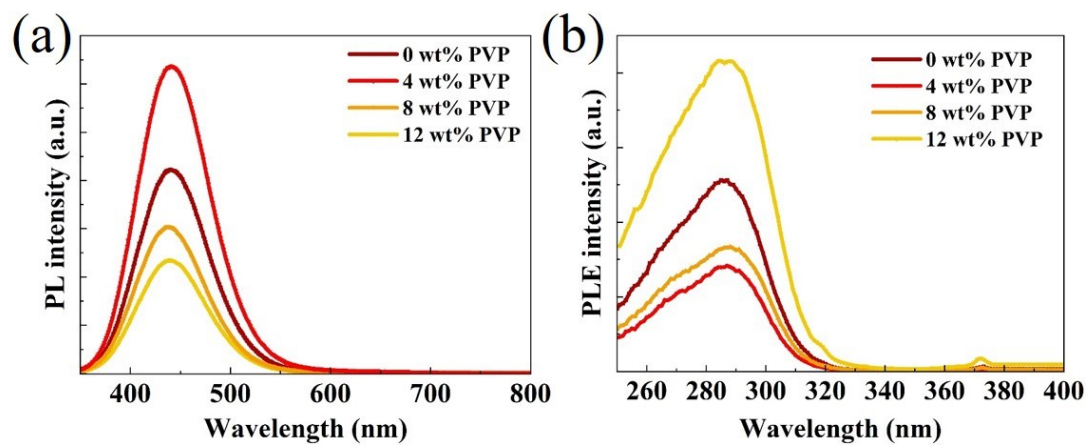 (a)
PL intensity (a.u.)
0 wt% PVP
4 wt% PVP
8 wt% PVP
12 wt% PVP
400 500 600 700 800
Wavelength (nm)
(b)
PLE intensity (a.u.)
0 wt% PVP
4 wt% PVP
8 wt% PVP
12 wt% PVP
260 280 300 320 340 360 380 400
Wavelength (nm)